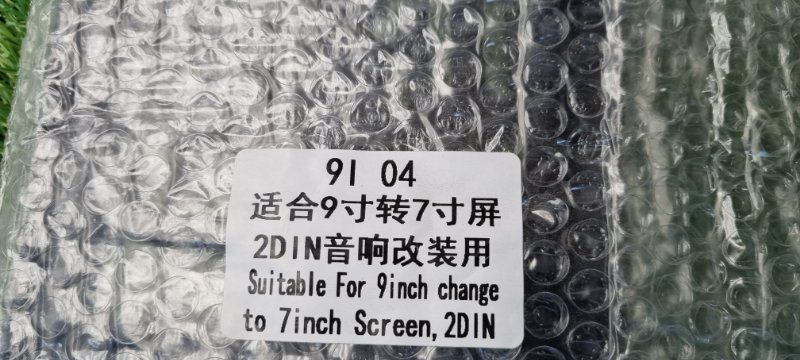 9I 04
适合9寸转7寸屏
2DIN音响改装用
Suitable For 9inch change
to 7inch Screen, 2DIN